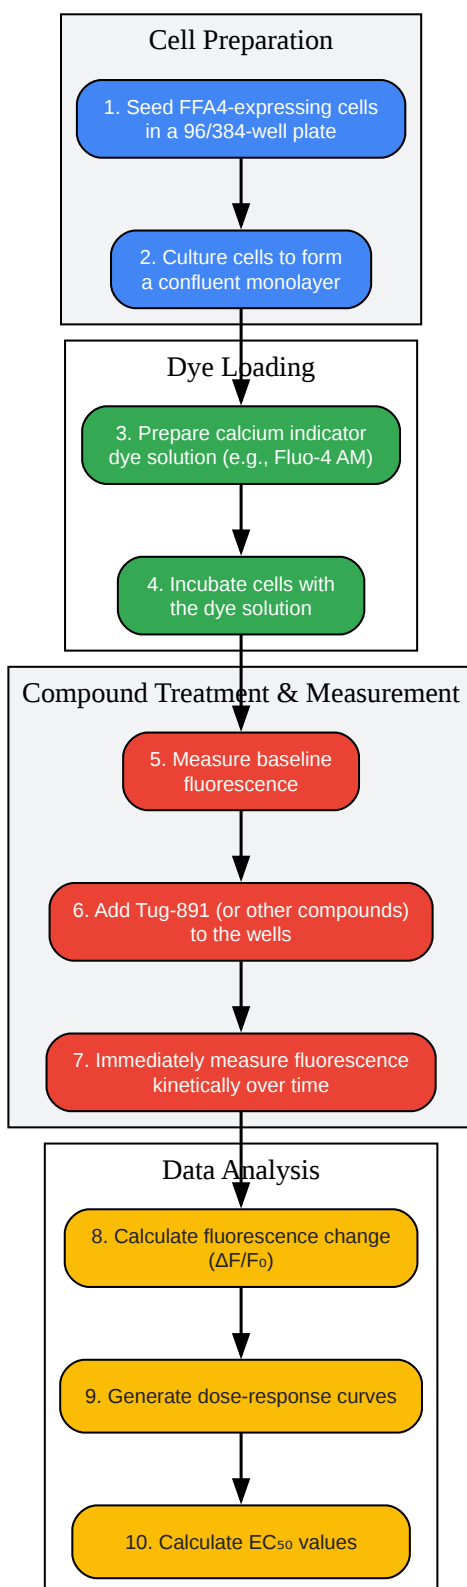 Cell Preparation
1. Seed FFA4-expressing cells
in a 96/384-well plate
2. Culture cells to form
a confluent monolayer
Dye Loading
3. Prepare calcium indicator
dye solution (e.g., Fluo-4 AM)
4. Incubate cells with
the dye solution
Compound Treatment & Measurement
5. Measure baseline
fluorescence
6. Add Tug-891 (or other compounds)
to the wells
7. Immediately measure fluorescence
kinetically over time
Data Analysis
8. Calculate fluorescence change
(ΔF/F₀)
9. Generate dose-response curves
10. Calculate EC₅₀ values